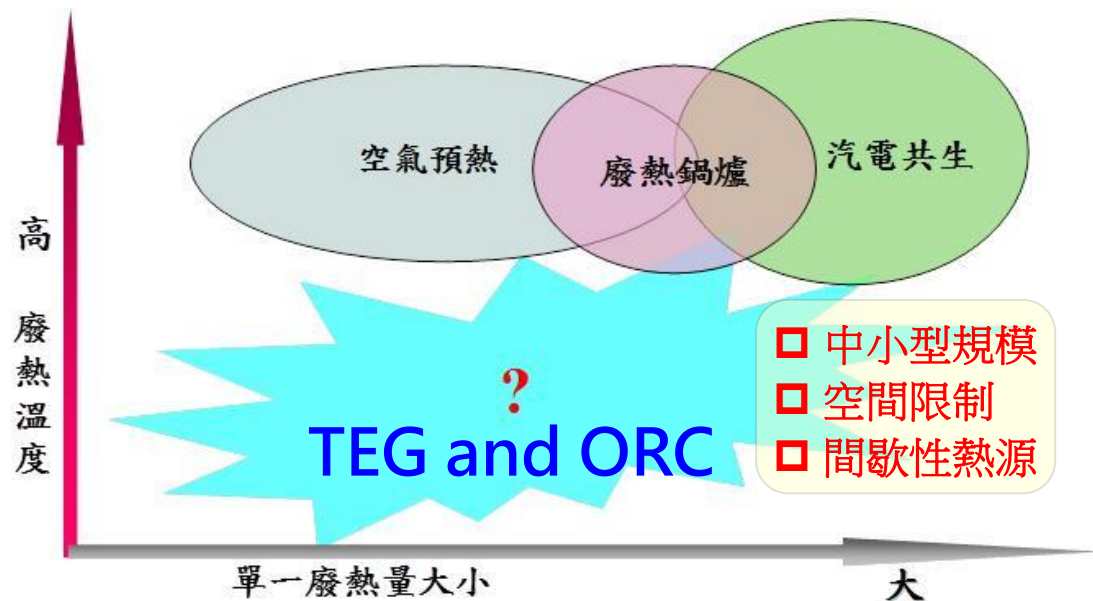 空氣預熱
廢熱鍋爐
汽電共生
高
廢熱溫度
?
TEG and ORC
中小型規模
空間限制
間歇性熱源
單一廢熱量大小
大